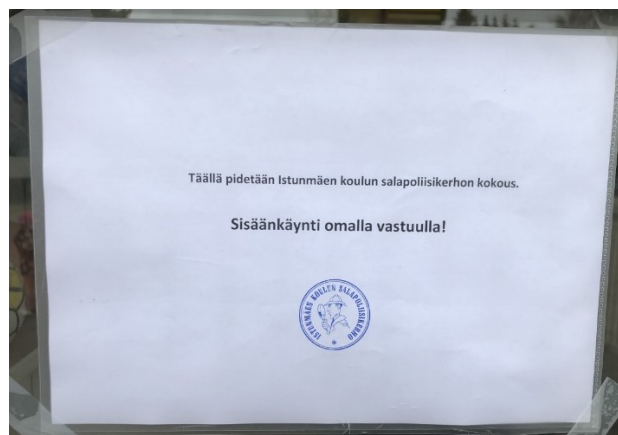 Täällä pidetään Istunmäen koulun salapoliisikerhon kokous.
Sisäänkäynti omalla vastuulla!
ISTUNMÄEN KOULUN SALAPOLIISIKERHO